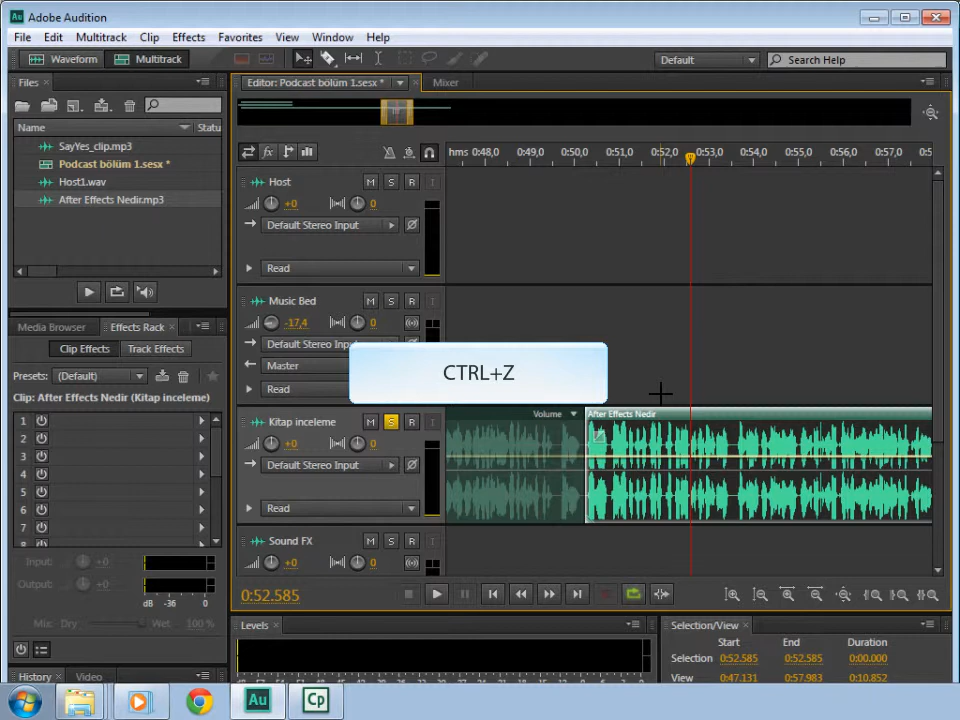 Au Adobe Audition
File Edit Multitrack Clip Effects Favorites View Window Help
Waveform Multitrack Default Search Help
Files Editor: Podcast bölüm 1.sesx * Mixer
Name Statu
SayYes_clip.mp3
Podcast bölüm 1.sesx *
Host1.wav
After Effects Nedir.mp3
fx hms 0:48,0 0:49,0 0:50,0 0:51,0 0:52,0 0:53,0 0:54,0 0:55,0 0:56,0 0:57,0 0:5
Host M S R I
+0 0
Default Stereo Input
Read
Music Bed M S R I
-17,4 0
Default Stereo Inpu
Master
Read
CTRL+Z
Kitap inceleme M S R I
+0 0
Default Stereo Input
Read
Volume After Effects Nedir
Sound FX M S R I
+0 0
Media Browser Effects Rack
Clip Effects Track Effects
Presets: (Default)
Clip: After Effects Nedir (Kitap inceleme)
1
2
3
4
5
6
7
8
Input: +0
Output: +0
dB -36 0
Mix: Dry Wet 100 %
History Video
0:52.585
Levels
Selection/View
Start End Duration
Selection 0:52.585 0:52.585 0:00.000
View 0:47.131 0:57.983 0:10.852
Au Cp